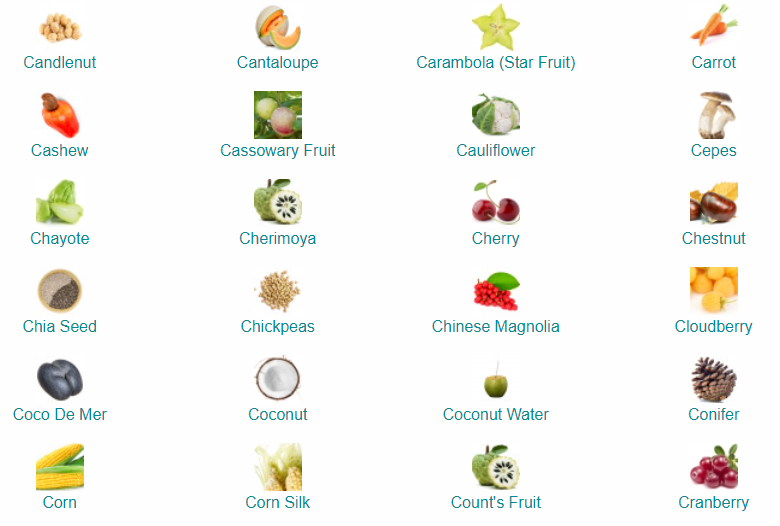 Candlenut
Cantaloupe
Carambola (Star Fruit)
Carrot
Cashew
Cassowary Fruit
Cauliflower
Cepes
Chayote
Cherimoya
Cherry
Chestnut
Chia Seed
Chickpeas
Chinese Magnolia
Cloudberry
Coco De Mer
Coconut
Coconut Water
Conifer
Corn
Corn Silk
Count's Fruit
Cranberry